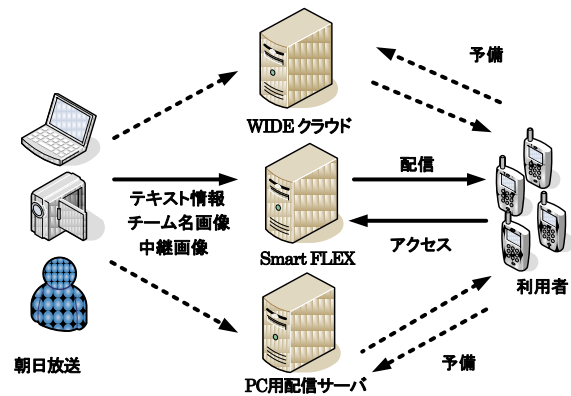 予備
WIDE クラウド
配信
テキスト情報
チーム名画像
中継画像
アクセス
Smart FLEX
利用者
朝日放送
予備
PC用配信サーバ